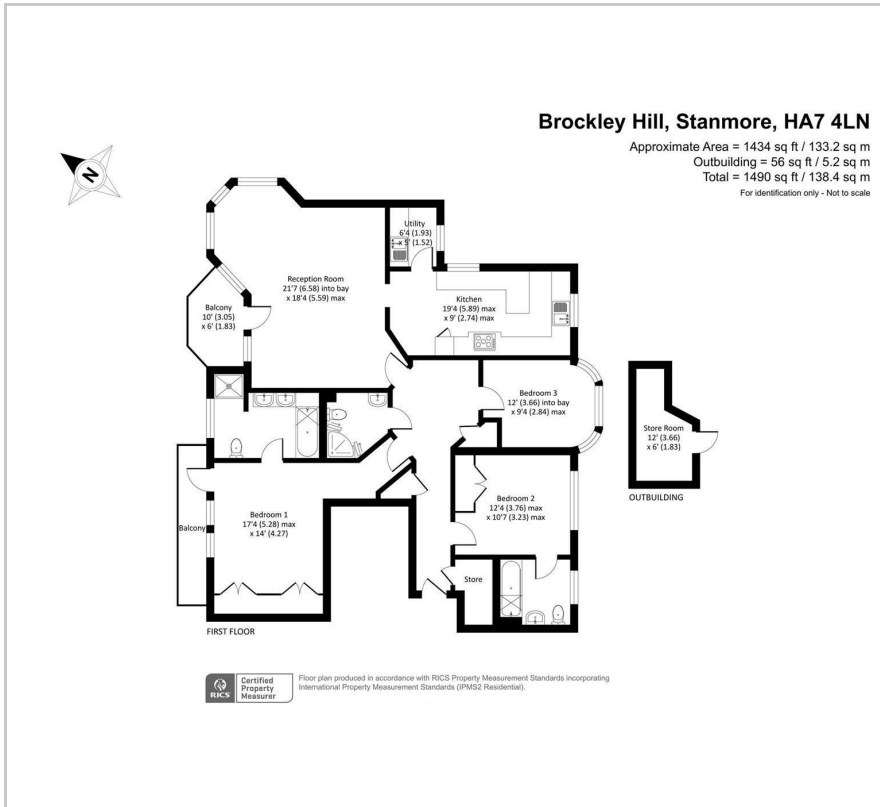 Brockley Hill, Stanmore, HA7 4LN
Approximate Area = 1434 sq ft / 133.2 sq m
Outbuilding = 56 sq ft / 5.2 sq m
Total = 1490 sq ft / 138.4 sq m
For identification only - Not to scale
N
Utility
6'4 (1.93)
x 5' (1.52)
Reception Room
21'7 (6.58) into bay
x 18'4 (5.59) max
Balcony
10' (3.05)
x 6' (1.83)
Kitchen
19'4 (5.89) max
x 9' (2.74) max
Bedroom 3
12' (3.66) into bay
x 9'4 (2.84) max
Store Room
12' (3.66)
x 6' (1.83)
OUTBUILDING
Bedroom 2
12'4 (3.76) max
x 10'7 (3.23) max
Bedroom 1
17'4 (5.28) max
x 14' (4.27)
Balcony
Store
FIRST FLOOR
RICS
Certified
Property
Measurer
Floor plan produced in accordance with RICS Property Measurement Standards incorporating
International Property Measurement Standards (IPMS2 Residential).